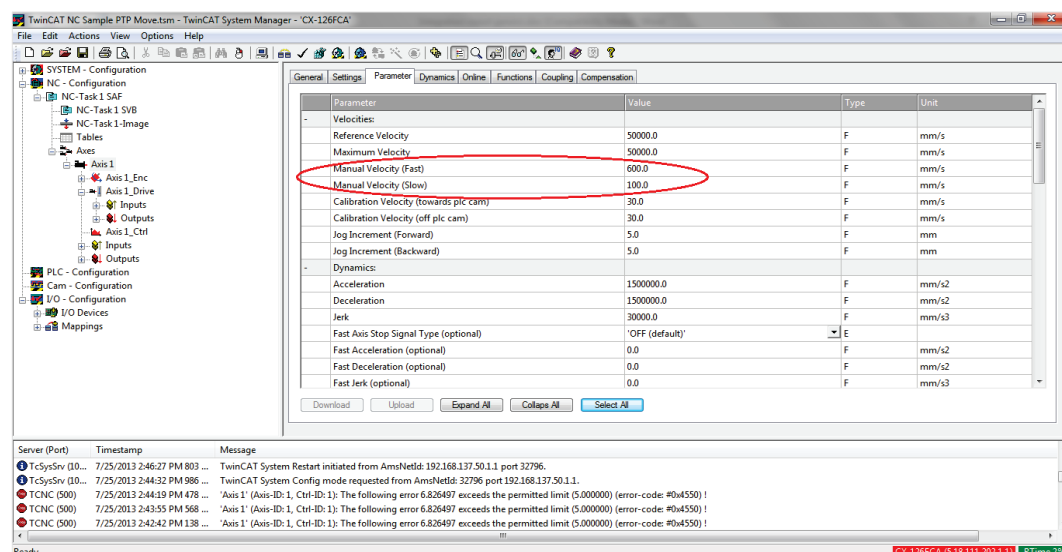 TwinCAT NC Sample PTP Move.tsm - TwinCAT System Manager - 'CX-126FCA'
File Edit Actions View Options Help
SYSTEM - Configuration
NC - Configuration
NC-Task 1 SAF
NC-Task 1 SVB
NC-Task 1-Image
Tables
Axes
Axis 1
Axis 1_Enc
Axis 1_Drive
Inputs
Outputs
Axis 1_Ctrl
Inputs
Outputs
PLC - Configuration
Cam - Configuration
I/O - Configuration
I/O Devices
Mappings
General Settings Parameter Dynamics Online Functions Coupling Compensation
Parameter Value Type Unit
- Velocities:
Reference Velocity 50000.0 F mm/s
Maximum Velocity 50000.0 F mm/s
Manual Velocity (Fast) 600.0 F mm/s
Manual Velocity (Slow) 100.0 F mm/s
Calibration Velocity (towards plc cam) 30.0 F mm/s
Calibration Velocity (off plc cam) 30.0 F mm/s
Jog Increment (Forward) 5.0 F mm
Jog Increment (Backward) 5.0 F mm
- Dynamics:
Acceleration 1500000.0 F mm/s2
Deceleration 1500000.0 F mm/s2
Jerk 30000.0 F mm/s3
Fast Axis Stop Signal Type (optional) 'OFF (default)' E
Fast Acceleration (optional) 0.0 F mm/s2
Fast Deceleration (optional) 0.0 F mm/s2
Fast Jerk (optional) 0.0 F mm/s3
Download Upload Expand All Collaps All Select All
Server (Port) Timestamp Message
TcSysSrv (10... 7/25/2013 2:46:27 PM 803 ... TwinCAT System Restart initiated from AmsNetId: 192.168.137.50.1.1 port 32796.
TcSysSrv (10... 7/25/2013 2:44:32 PM 986 ... TwinCAT System Config mode requested from AmsNetId: 32796 port 192.168.137.50.1.1.
TCNC (500) 7/25/2013 2:44:19 PM 478 ... 'Axis 1' (Axis-ID: 1, Ctrl-ID: 1): The following error 6.826497 exceeds the permitted limit (5.000000) (error-code: #0x4550) !
TCNC (500) 7/25/2013 2:43:55 PM 568 ... 'Axis 1' (Axis-ID: 1, Ctrl-ID: 1): The following error 6.826497 exceeds the permitted limit (5.000000) (error-code: #0x4550) !
TCNC (500) 7/25/2013 2:42:42 PM 138 ... 'Axis 1' (Axis-ID: 1, Ctrl-ID: 1): The following error 6.826497 exceeds the permitted limit (5.000000) (error-code: #0x4550) !
Ready